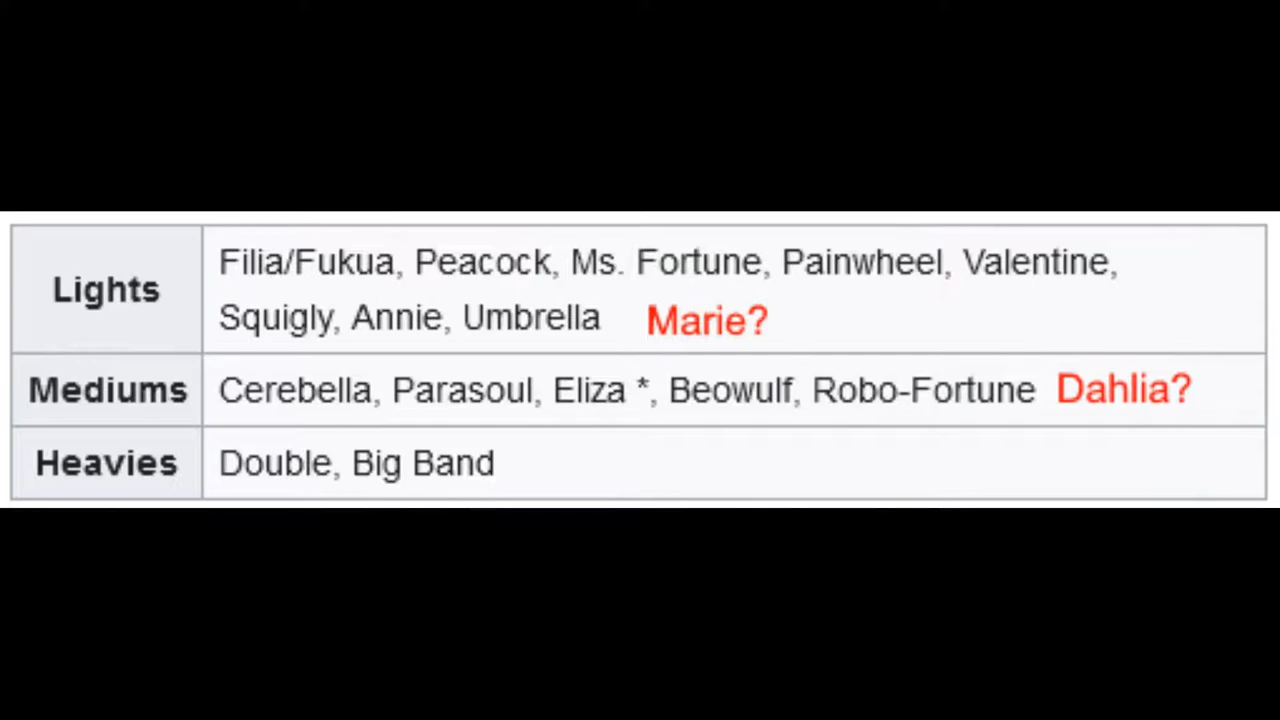 Lights
Filia/Fukua, Peacock, Ms. Fortune, Painwheel, Valentine,
Squigly, Annie, Umbrella Marie?
Mediums Cerebella, Parasoul, Eliza *, Beowulf, Robo-Fortune Dahlia?
Heavies Double, Big Band